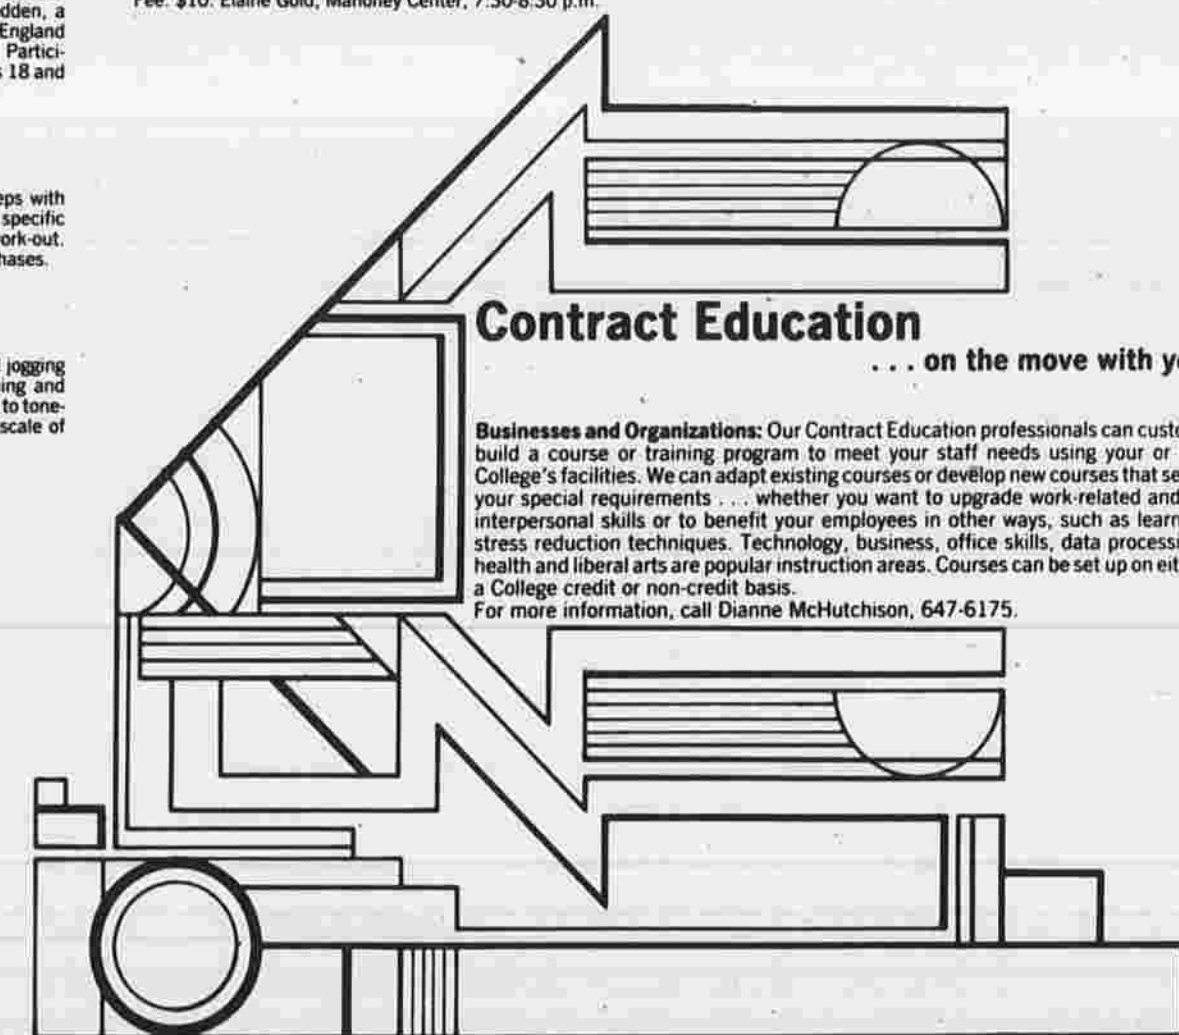 dden, a
England
Partici-
s 18 and
Fee: $10. Elaine Gold, Mahoney Center, 7:30-8:30 p.m.
eps with
specific
ork-out.
hases.
jogging
ing and
to tone-
scale of
Contract Education
. . . on the move with y
Businesses and Organizations: Our Contract Education professionals can custo
build a course or training program to meet your staff needs using your or
College's facilities. We can adapt existing courses or develop new courses that se
your special requirements . . . whether you want to upgrade work-related and
interpersonal skills or to benefit your employees in other ways, such as learn
stress reduction techniques. Technology, business, office skills, data processi
health and liberal arts are popular instruction areas. Courses can be set up on eit
a College credit or non-credit basis.
For more information, call Dianne McHutchison, 647-6175.